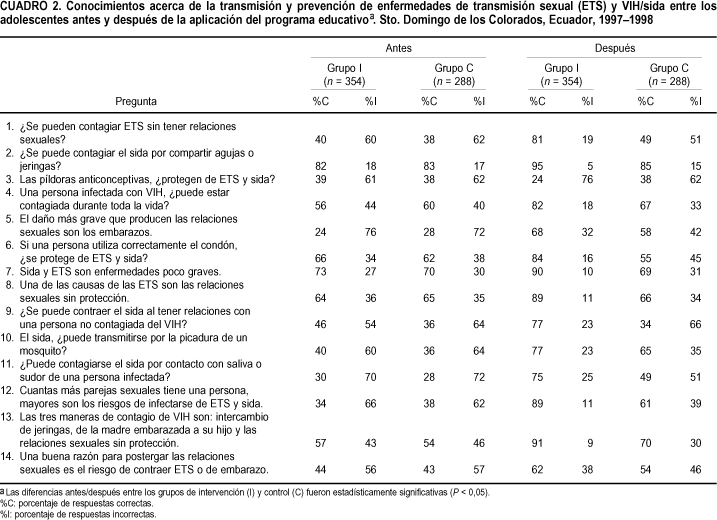 CUADRO 2. Conocimientos acerca de la transmisión y prevención de enfermedades de transmisión sexual (ETS) y VIH/sida entre los
adolescentes antes y después de la aplicación del programa educativoª. Sto. Domingo de los Colorados, Ecuador, 1997–1998
Antes Después
Grupo I Grupo C Grupo I Grupo C
(n = 354) (n = 288) (n = 354) (n = 288)
Pregunta %C %I %C %I %C %I %C %I
1. ¿Se pueden contagiar ETS sin tener relaciones
sexuales? 40 60 38 62 81 19 49 51
2. ¿Se puede contagiar el sida por compartir agujas o
jeringas? 82 18 83 17 95 5 85 15
3. Las píldoras anticonceptivas, ¿protegen de ETS y sida? 39 61 38 62 24 76 38 62
4. Una persona infectada con VIH, ¿puede estar
contagiada durante toda la vida? 56 44 60 40 82 18 67 33
5. El daño más grave que producen las relaciones
sexuales son los embarazos. 24 76 28 72 68 32 58 42
6. Si una persona utiliza correctamente el condón,
¿se protege de ETS y sida? 66 34 62 38 84 16 55 45
7. Sida y ETS son enfermedades poco graves. 73 27 70 30 90 10 69 31
8. Una de las causas de las ETS son las relaciones
sexuales sin protección. 64 36 65 35 89 11 66 34
9. ¿Se puede contraer el sida al tener relaciones con
una persona no contagiada del VIH? 46 54 36 64 77 23 34 66
10. El sida, ¿puede transmitirse por la picadura de un
mosquito? 40 60 36 64 77 23 65 35
11. ¿Puede contagiarse el sida por contacto con saliva o
sudor de una persona infectada? 30 70 28 72 75 25 49 51
12. Cuantas más parejas sexuales tiene una persona,
mayores son los riesgos de infectarse de ETS y sida. 34 66 38 62 89 11 61 39
13. Las tres maneras de contagio de VIH son: intercambio
de jeringas, de la madre embarazada a su hijo y las
relaciones sexuales sin protección. 57 43 54 46 91 9 70 30
14. Una buena razón para postergar las relaciones
sexuales es el riesgo de contraer ETS o de embarazo. 44 56 43 57 62 38 54 46
ª Las diferencias antes/después entre los grupos de intervención (I) y control (C) fueron estadísticamente significativas (P < 0,05).
%C: porcentaje de respuestas correctas.
%I: porcentaje de respuestas incorrectas.